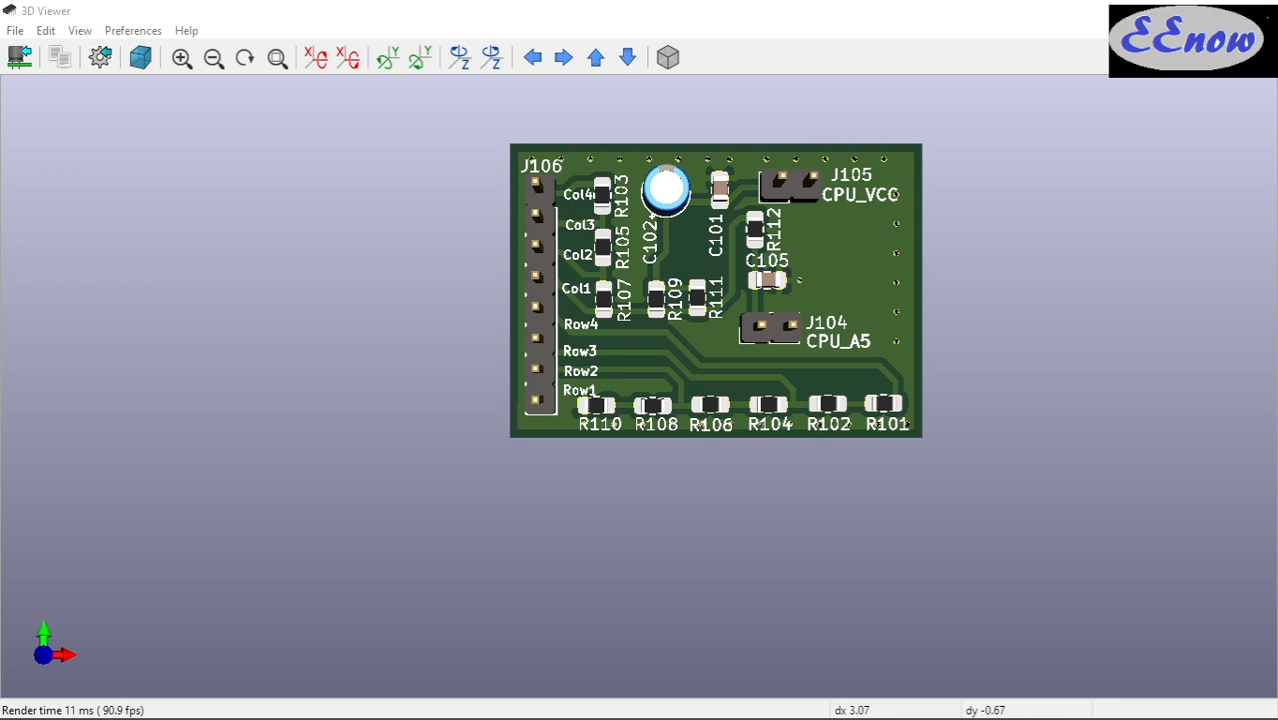 3D Viewer
File Edit View Preferences Help
EEnow
X X Y Y Z Z
J106
Col4
Col3
Col2
Col1
Row4
Row3
Row2
Row1
R103
R105
R107
C102+
R109
C101
R111
R112
C105
J105
CPU_VCC
J104
CPU_A5
R110 R108 R106 R104 R102 R101
Render time 11 ms ( 90.9 fps) dx 3.07 dy -0.67